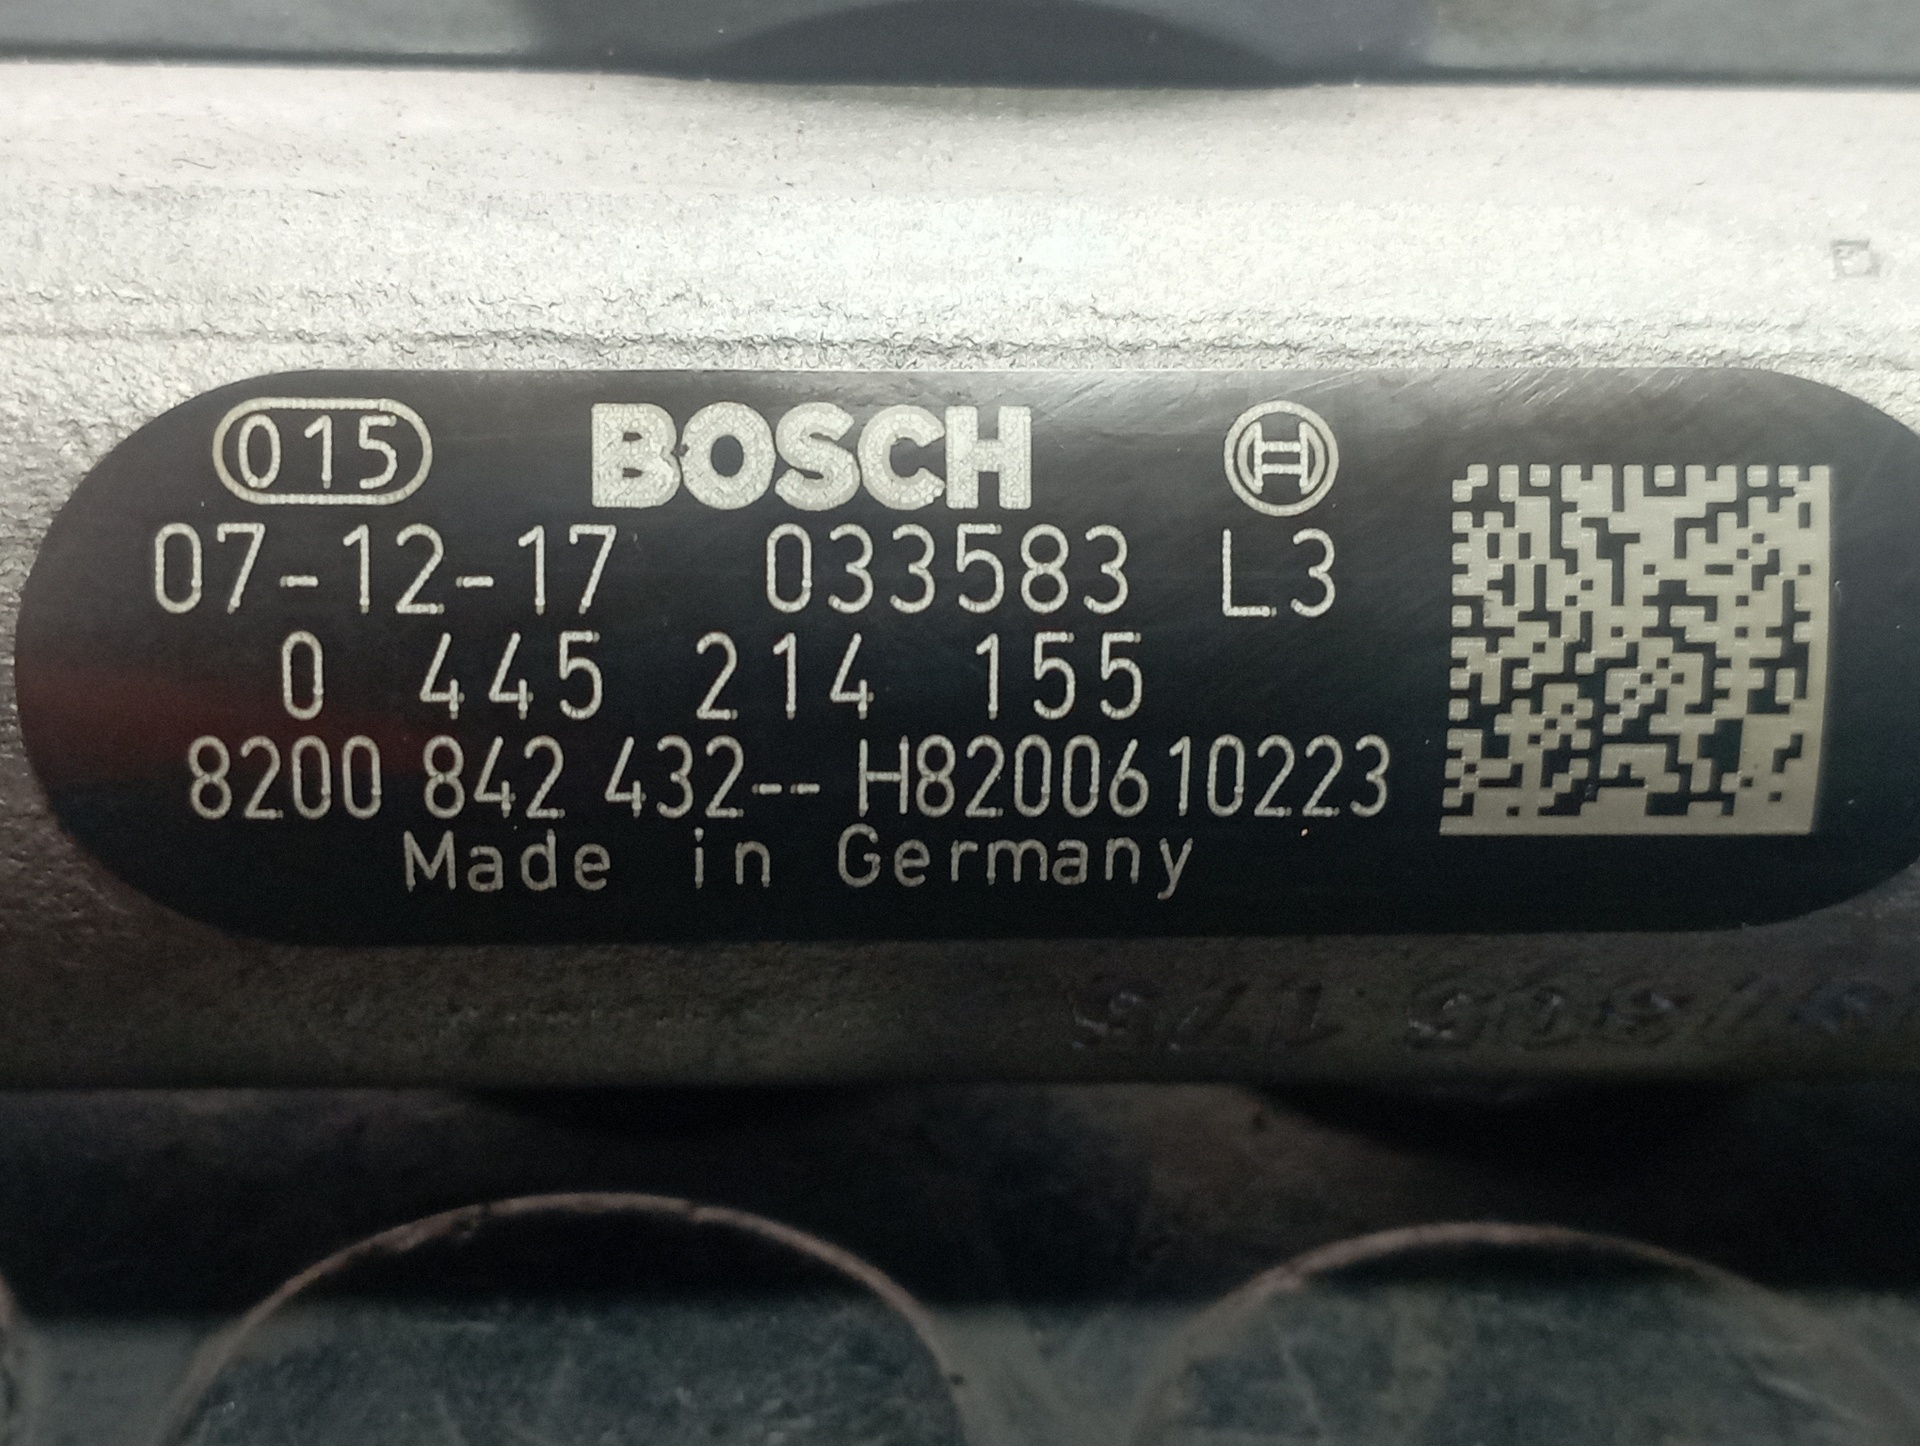 015 BOSCH
07-12-17 033583 L3
0 445 214 155
8200 842 432-- H8200610223
Made in Germany